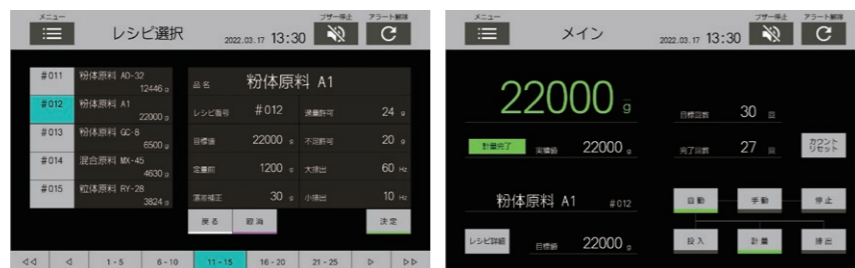 メニュー
レシピ選択
2022.03.17 13:30
ブザー停止
アラート解除
#011 粉体原料 AD-32
12446 g
#012 粉体原料 A1
22000 g
#013 粉体原料 GC-8
6500 g
#014 混合原料 MX-45
4630 g
#015 粒体原料 RY-28
3824 g
品名 粉体原料 A1
レシピ番号 #012 過量許可 24 g
目標値 22000 g 不足許可 20 g
定量前 1200 g 大排出 60 Hz
落差補正 30 g 小排出 10 Hz
戻る 取消 決定
1-5 6-10 11-15 16-20 21-25
メニュー
メイン
2022.03.17 13:30
ブザー停止
アラート解除
22000 g
計量完了 実績値 22000 g
粉体原料 A1 #012
レシピ詳細 目標値 22000 g
目標回数 30 回
完了回数 27 回
カウント
リセット
自動 手動 停止
投入 計量 排出